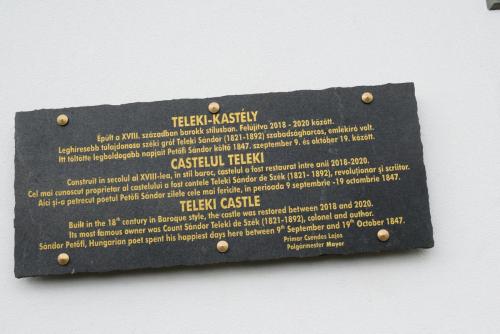 TELEKI-KASTÉLY
Épült a XVIII. században barokk stílusban. Felújítva 2018 - 2020 között.
Leghíresebb tulajdonosa széki gróf Teleki Sándor (1821-1892) szabadságharcos, emlékíró volt.
Itt töltötte legboldogabb napjait Petőfi Sándor költő 1847. szeptember 9. és október 19. között.
CASTELUL TELEKI
Construit in secolul al XVIII-lea, in stil baroc, castelul a fost restaurat intre anii 2018-2020.
Cel mai cunoscut proprietar al castelului a fost contele Teleki Sándor de Szék (1821-1892), revoluționar și scriitor.
Aici și-a petrecut poetul Petőfi Sándor zilele cele mai fericite, in perioada 9 septembrie -19 octombrie 1847.
TELEKI CASTLE
Built in the 18th century in Baroque style, the castle was restored between 2018 and 2020.
Its most famous owner was Count Sándor Teleki de Szék (1821-1892), colonel and author.
Sándor Petőfi, Hungarian poet spent his happiest days here between 9th September and 19th October 1847.
Primar Csendes Lajos
Polgármester Mayor